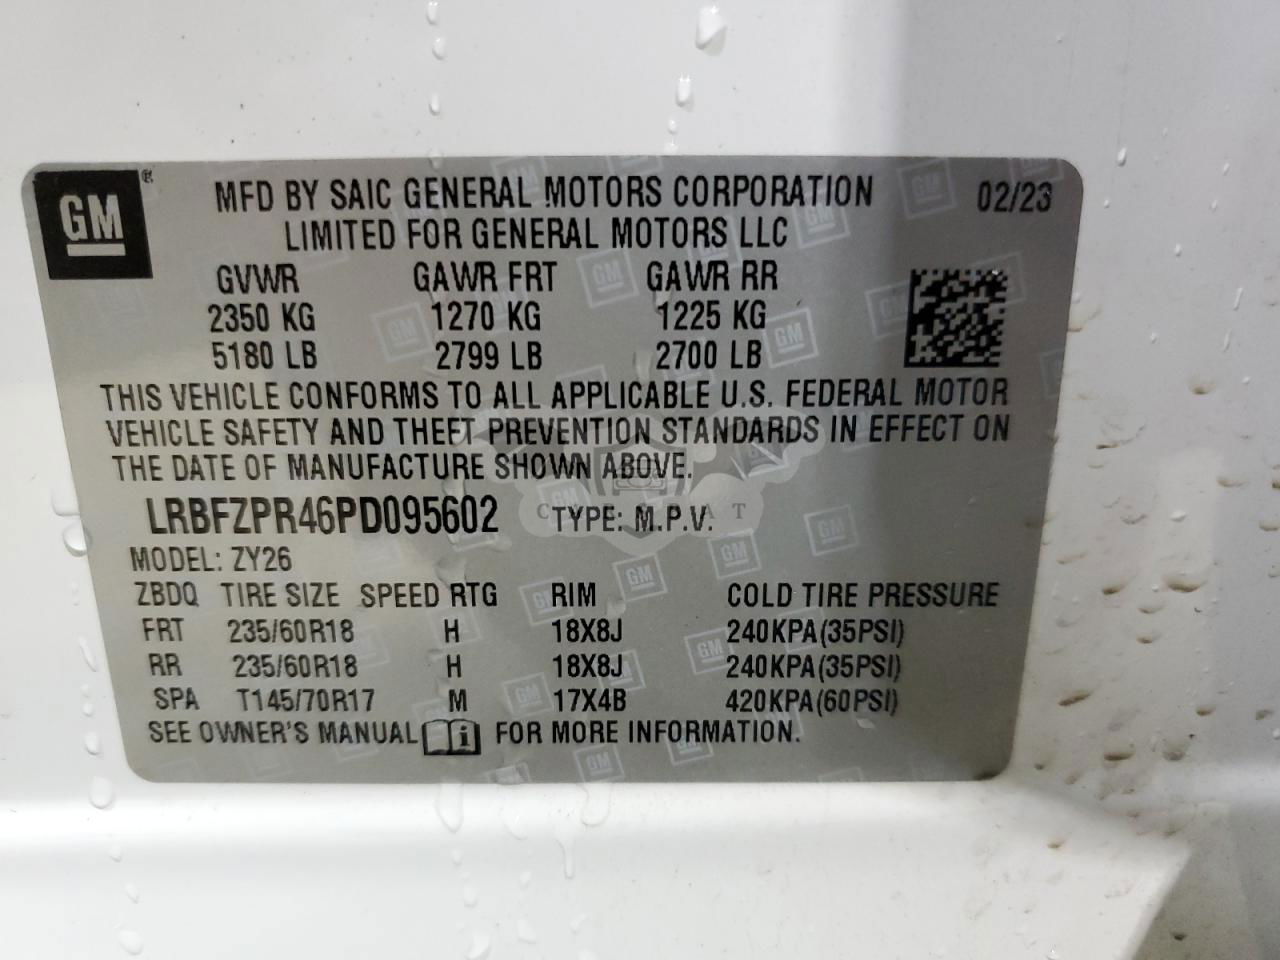 GM ®
MFD BY SAIC GENERAL MOTORS CORPORATION 02/23
LIMITED FOR GENERAL MOTORS LLC
GVWR GAWR FRT GAWR RR
2350 KG 1270 KG 1225 KG
5180 LB 2799 LB 2700 LB
THIS VEHICLE CONFORMS TO ALL APPLICABLE U.S. FEDERAL MOTOR
VEHICLE SAFETY AND THEFT PREVENTION STANDARDS IN EFFECT ON
THE DATE OF MANUFACTURE SHOWN ABOVE.
LRBFZPR46PD095602 TYPE: M.P.V.
MODEL: ZY26
ZBDQ TIRE SIZE SPEED RTG RIM COLD TIRE PRESSURE
FRT 235/60R18 H 18X8J 240KPA(35PSI)
RR 235/60R18 H 18X8J 240KPA(35PSI)
SPA T145/70R17 M 17X4B 420KPA(60PSI)
SEE OWNER'S MANUAL i FOR MORE INFORMATION.